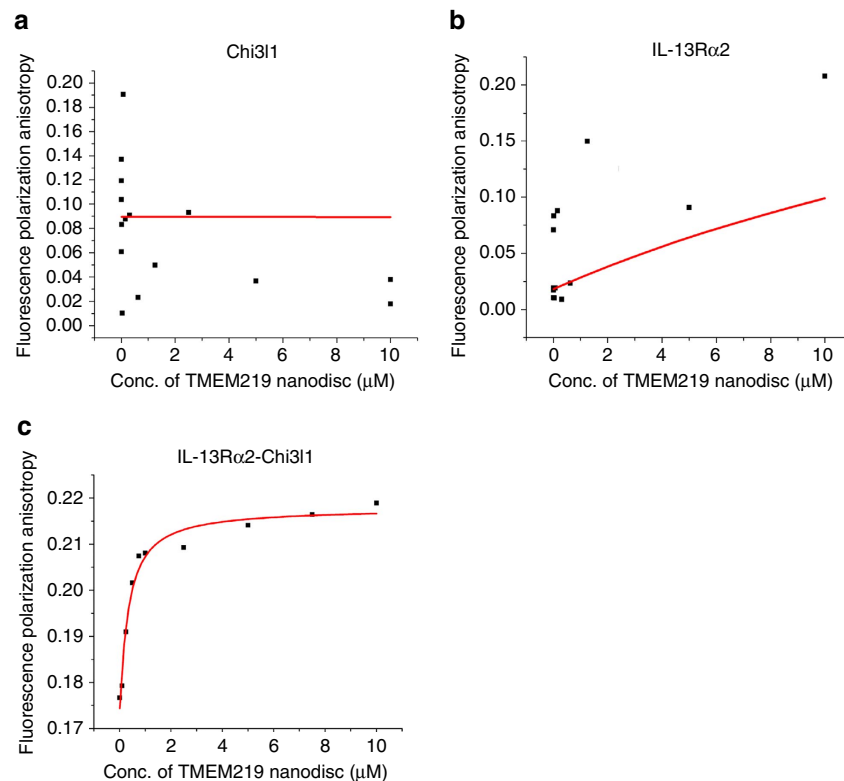 a
Chi3l1
Fluorescence polarization anisotropy
0.20
0.18
0.16
0.14
0.12
0.10
0.08
0.06
0.04
0.02
0.00
0 2 4 6 8 10
Conc. of TMEM219 nanodisc (μM)
b
IL-13Rα2
Fluorescence polarization anisotropy
0.20
0.15
0.10
0.05
0.00
0 2 4 6 8 10
Conc. of TMEM219 nanodisc (μM)
c
IL-13Rα2-Chi3l1
Fluorescence polarization anisotropy
0.22
0.21
0.20
0.19
0.18
0.17
0 2 4 6 8 10
Conc. of TMEM219 nanodisc (μM)